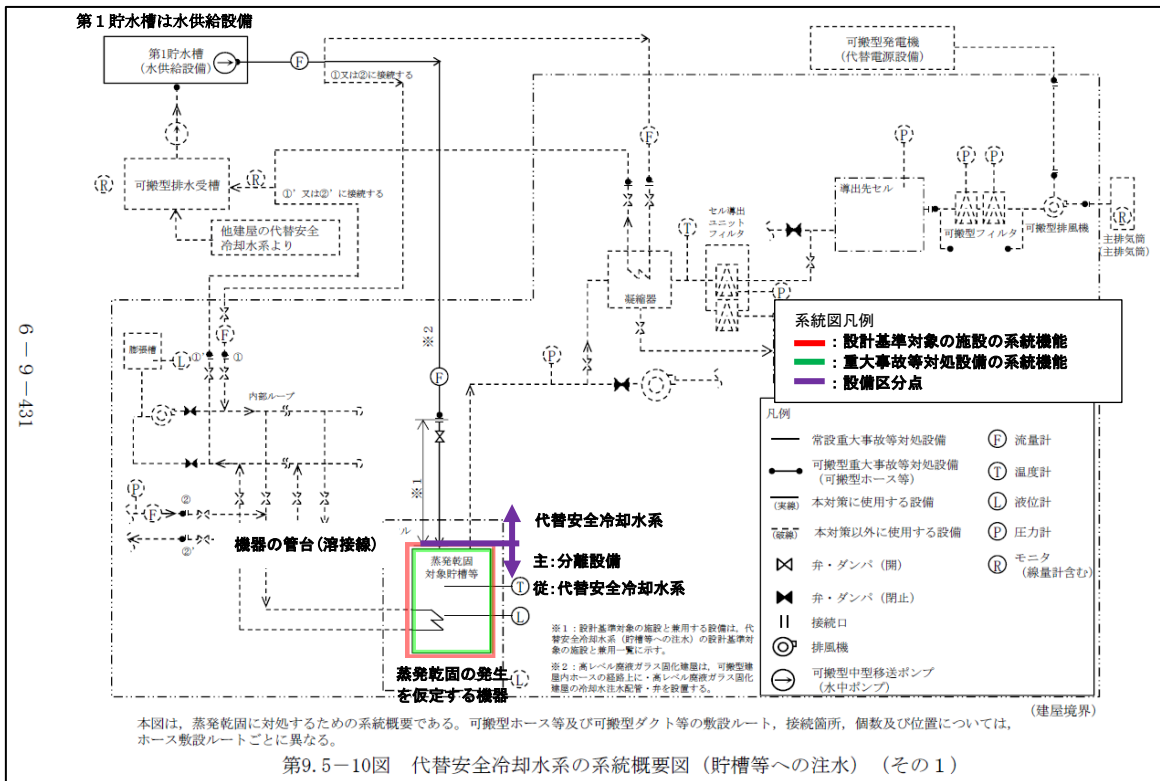 第１貯水槽は水供給設備
第1貯水槽
(水供給設備)
F
①又は②に接続する
可搬型発電機
(代替電源設備)
F
P
R
可搬型排水受槽
R
①’又は②’に接続する
他建屋の代替安全
冷却水系より
導出先セル
P
P
可搬型フィルタ
可搬型排風機
R
主排気筒
(主排気筒)
セル導出
ユニット
フィルタ
T
凝縮器
P
P
※2
F
F
膨張槽
L
①’
①
内部ループ
系統図凡例
：設計基準対象の施設の系統機能
：重大事故等対処設備の系統機能
：設備区分点
凡例
常設重大事故等対処設備
可搬型重大事故等対処設備
(可搬型ホース等)
(実線)
本対策に使用する設備
(破線)
本対策以外に使用する設備
弁・ダンパ（開）
弁・ダンパ（閉止）
接続口
排風機
可搬型中型移送ポンプ
(水中ポンプ)
F 流量計
T 温度計
L 液位計
P 圧力計
R モニタ
(線量計含む)
P
F
②
②’
※1
機器の管台(溶接線)
ル
代替安全冷却水系
主：分離設備
従：代替安全冷却水系
蒸発乾固
対象貯槽等
T
L
蒸発乾固の発生
を仮定する機器
L
※1：設計基準対象の施設と兼用する設備は，代
替安全冷却水系（貯槽等への注水）の設計基準対
象の施設と兼用一覧に示す。
※2：高レベル廃液ガラス固化建屋は，可搬型建
屋内ホースの経路上に・高レベル廃液ガラス固化
建屋の冷却水注水配管・弁を設置する。
(建屋境界)
本図は，蒸発乾固に対処するための系統概要である。可搬型ホース等及び可搬型ダクト等の敷設ルート，接続箇所，個数及び位置については，
ホース敷設ルートごとに異なる。
第9.5－10図　代替安全冷却水系の系統概要図（貯槽等への注水）（その１）
6－9－431